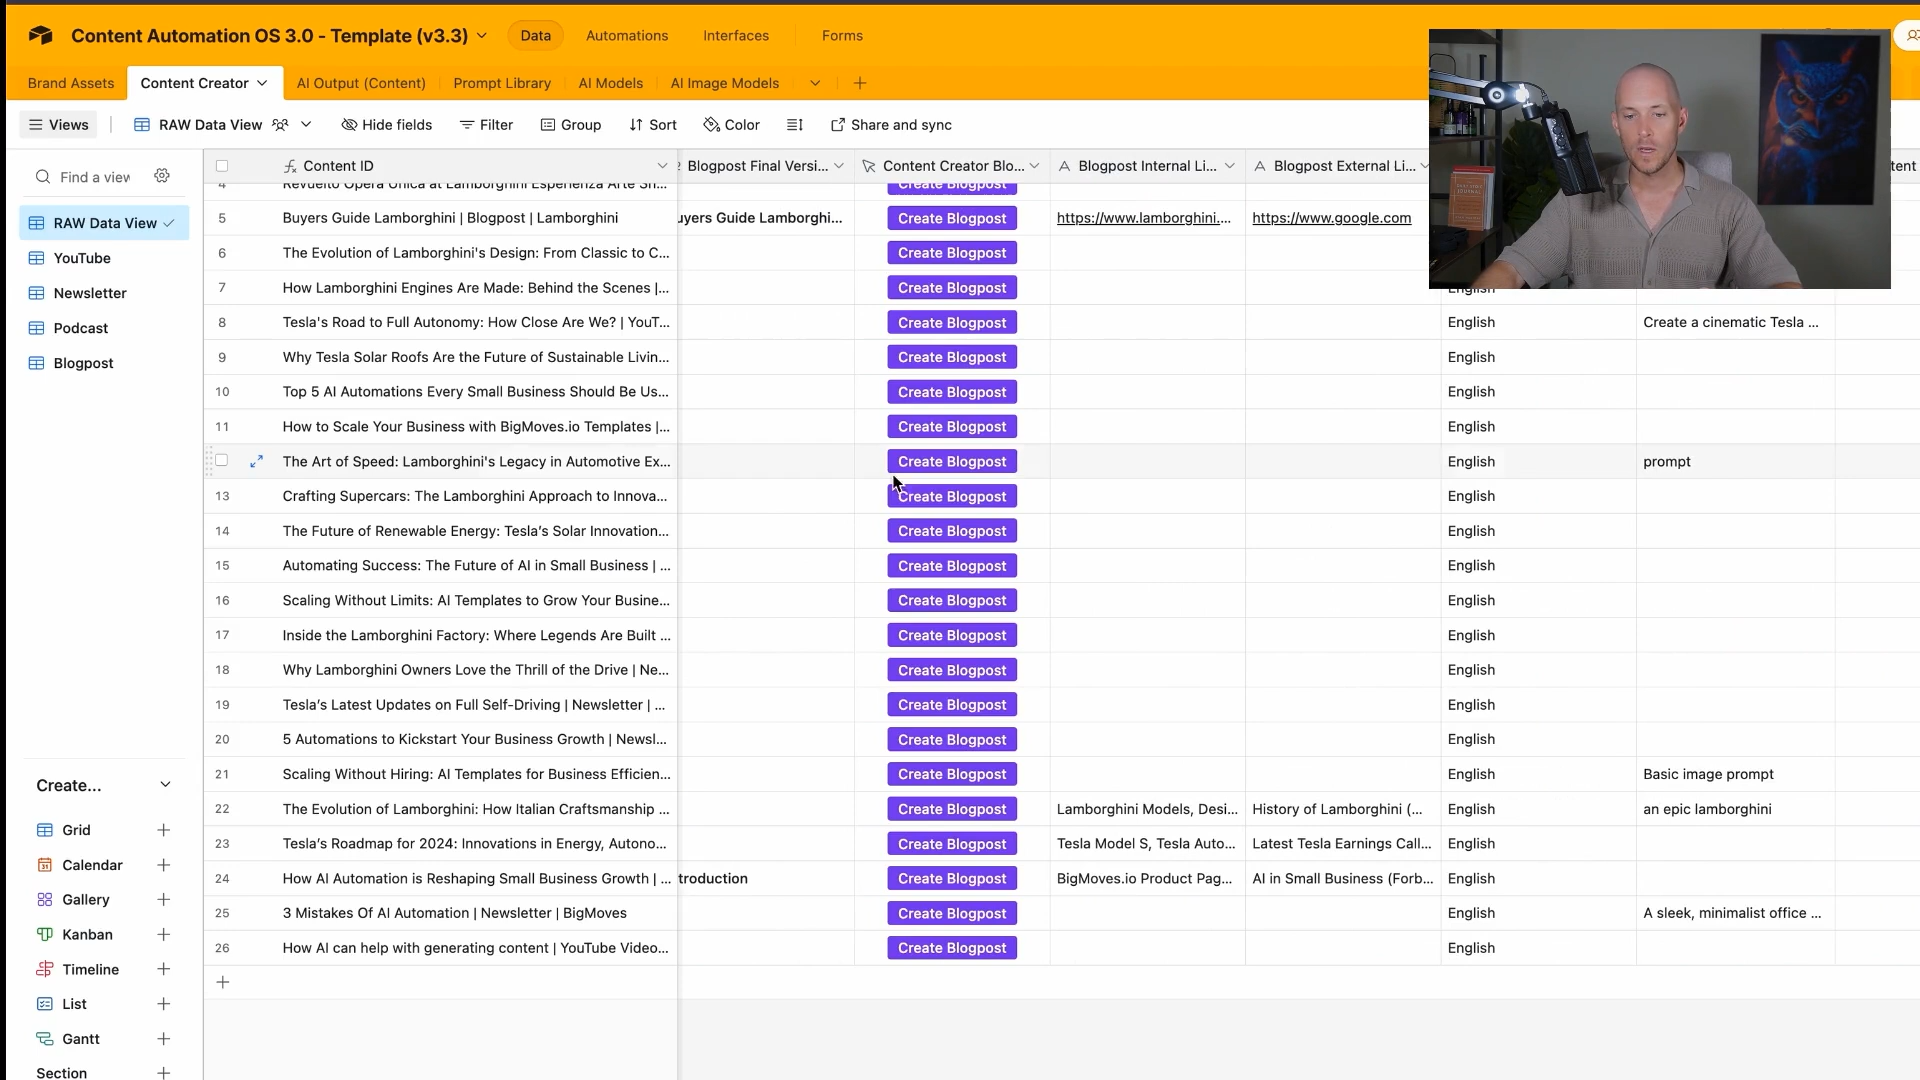 Content Automation OS 3.0 - Template (v3.3)
Data
Automations
Interfaces
Forms
Brand Assets
Content Creator
AI Output (Content)
Prompt Library
AI Models
AI Image Models
Views
RAW Data View
Hide fields
Filter
Group
Sort
Color
Share and sync
Find a view
RAW Data View
YouTube
Newsletter
Podcast
Blogpost
Create...
Grid
Calendar
Gallery
Kanban
Timeline
List
Gantt
Section
Content ID
Blogpost Final Versi...
Content Creator Blo...
Blogpost Internal Li...
Blogpost External Li...
tent
4 Revuelto Opera Unica at Lamborghini Esperienza Arte Sh... Create Blogpost
5 Buyers Guide Lamborghini | Blogpost | Lamborghini uyers Guide Lamborghi... Create Blogpost https://www.lamborghini.... https://www.google.com
6 The Evolution of Lamborghini's Design: From Classic to C... Create Blogpost
7 How Lamborghini Engines Are Made: Behind the Scenes |... Create Blogpost English
8 Tesla's Road to Full Autonomy: How Close Are We? | YouT... Create Blogpost English Create a cinematic Tesla ...
9 Why Tesla Solar Roofs Are the Future of Sustainable Livin... Create Blogpost English
10 Top 5 AI Automations Every Small Business Should Be Us... Create Blogpost English
11 How to Scale Your Business with BigMoves.io Templates |... Create Blogpost English
The Art of Speed: Lamborghini's Legacy in Automotive Ex... Create Blogpost English prompt
13 Crafting Supercars: The Lamborghini Approach to Innova... Create Blogpost English
14 The Future of Renewable Energy: Tesla's Solar Innovation... Create Blogpost English
15 Automating Success: The Future of AI in Small Business | ... Create Blogpost English
16 Scaling Without Limits: AI Templates to Grow Your Busine... Create Blogpost English
17 Inside the Lamborghini Factory: Where Legends Are Built ... Create Blogpost English
18 Why Lamborghini Owners Love the Thrill of the Drive | Ne... Create Blogpost English
19 Tesla's Latest Updates on Full Self-Driving | Newsletter | ... Create Blogpost English
20 5 Automations to Kickstart Your Business Growth | Newsl... Create Blogpost English
21 Scaling Without Hiring: AI Templates for Business Efficien... Create Blogpost English Basic image prompt
22 The Evolution of Lamborghini: How Italian Craftsmanship ... Create Blogpost Lamborghini Models, Desi... History of Lamborghini (... English an epic lamborghini
23 Tesla's Roadmap for 2024: Innovations in Energy, Autono... Create Blogpost Tesla Model S, Tesla Auto... Latest Tesla Earnings Call... English
24 How AI Automation is Reshaping Small Business Growth | ... troduction Create Blogpost BigMoves.io Product Pag... AI in Small Business (Forb... English
25 3 Mistakes Of AI Automation | Newsletter | BigMoves Create Blogpost English A sleek, minimalist office ...
26 How AI can help with generating content | YouTube Video... Create Blogpost English